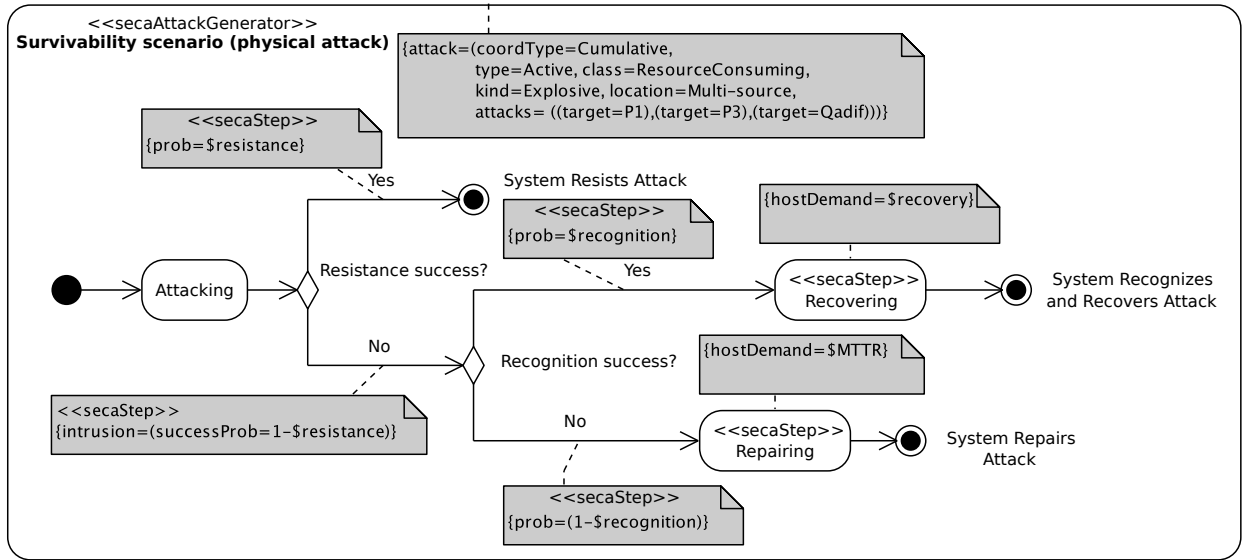 <<secaAttackGenerator>>
Survivability scenario (physical attack)
{attack=(coordType=Cumulative,
type=Active, class=ResourceConsuming,
kind=Explosive, location=Multi-source,
attacks= ((target=P1),(target=P3),(target=Qadif)))}
<<secaStep>>
{prob=$resistance}
Yes
System Resists Attack
<<secaStep>>
{prob=$recognition}
{hostDemand=$recovery}
Attacking
Resistance success?
Yes
<<secaStep>>
Recovering
System Recognizes
and Recovers Attack
No
Recognition success?
{hostDemand=$MTTR}
<<secaStep>>
{intrusion=(successProb=1-$resistance)}
No
<<secaStep>>
Repairing
System Repairs
Attack
<<secaStep>>
{prob=(1-$recognition)}